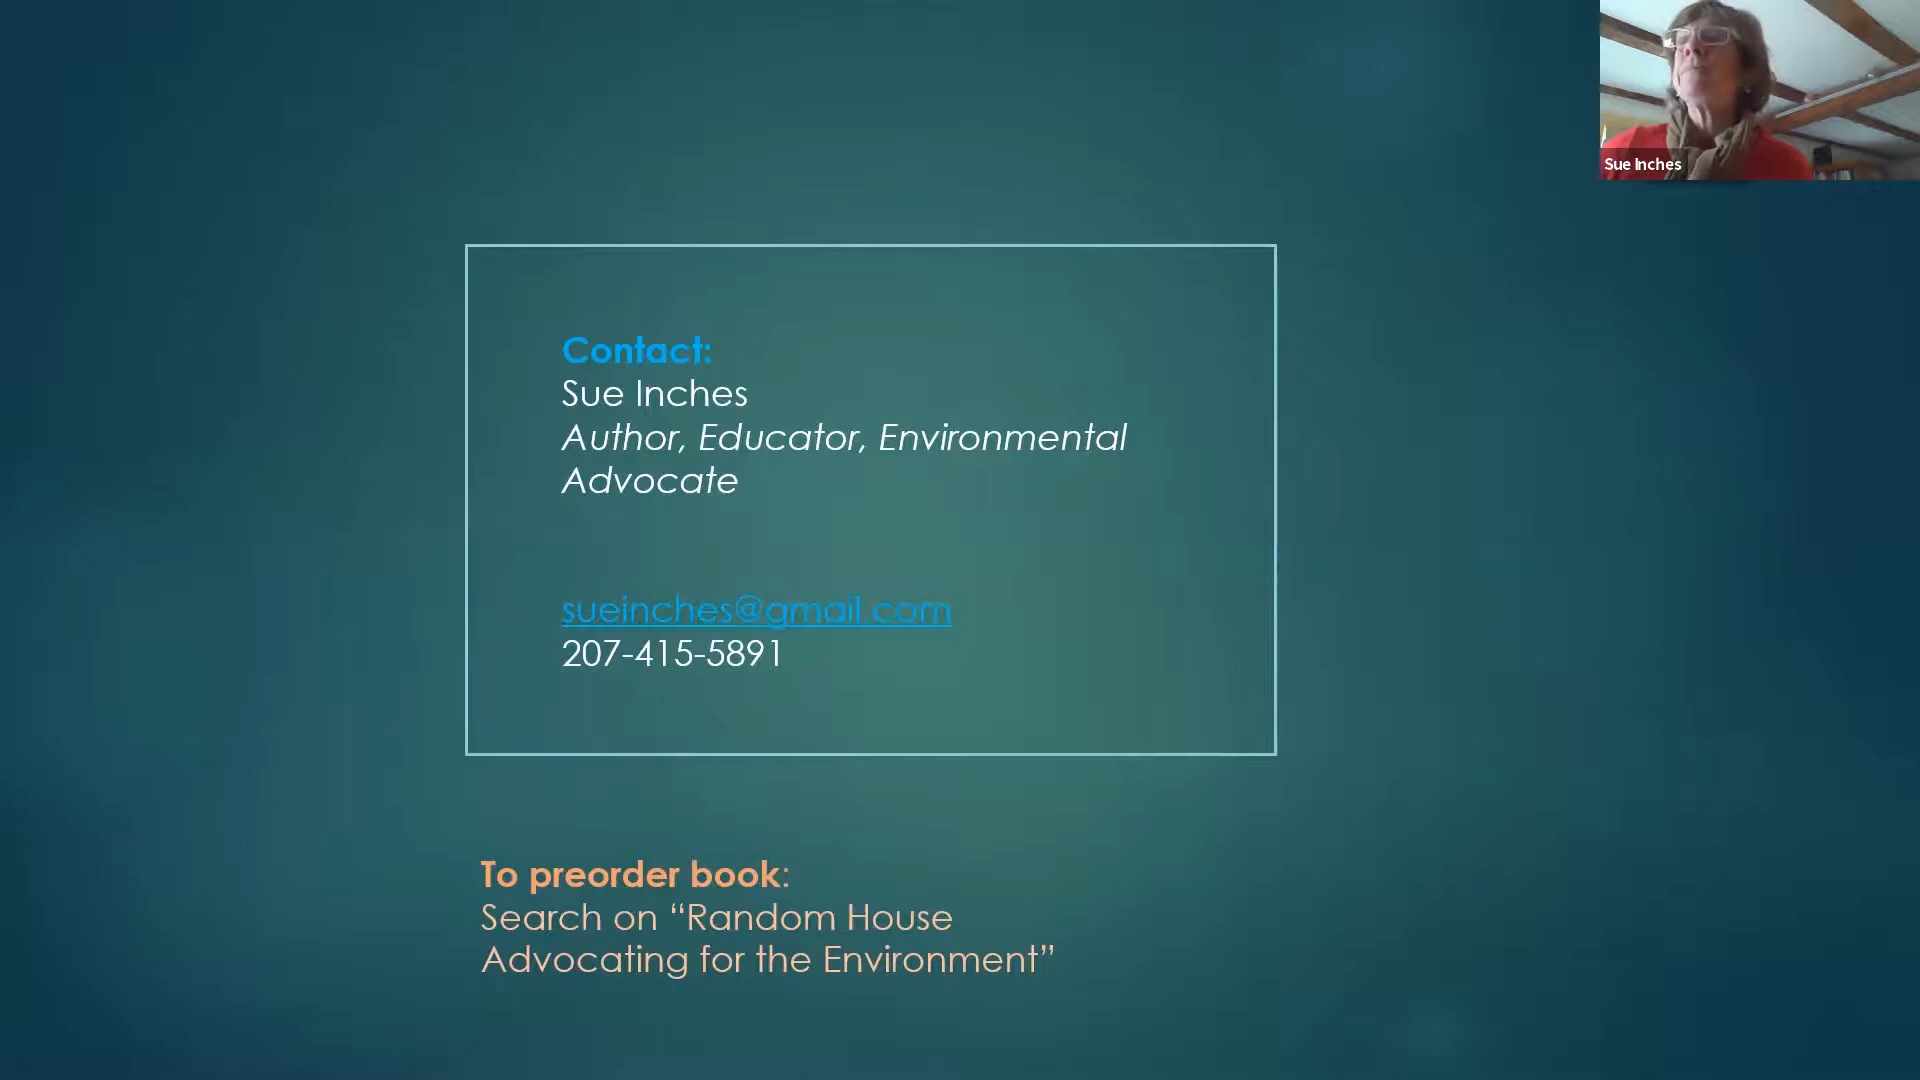 Sue Inches
Contact:
Sue Inches
Author, Educator, Environmental
Advocate
sueinches@gmail.com
207-415-5891
To preorder book:
Search on “Random House
Advocating for the Environment”